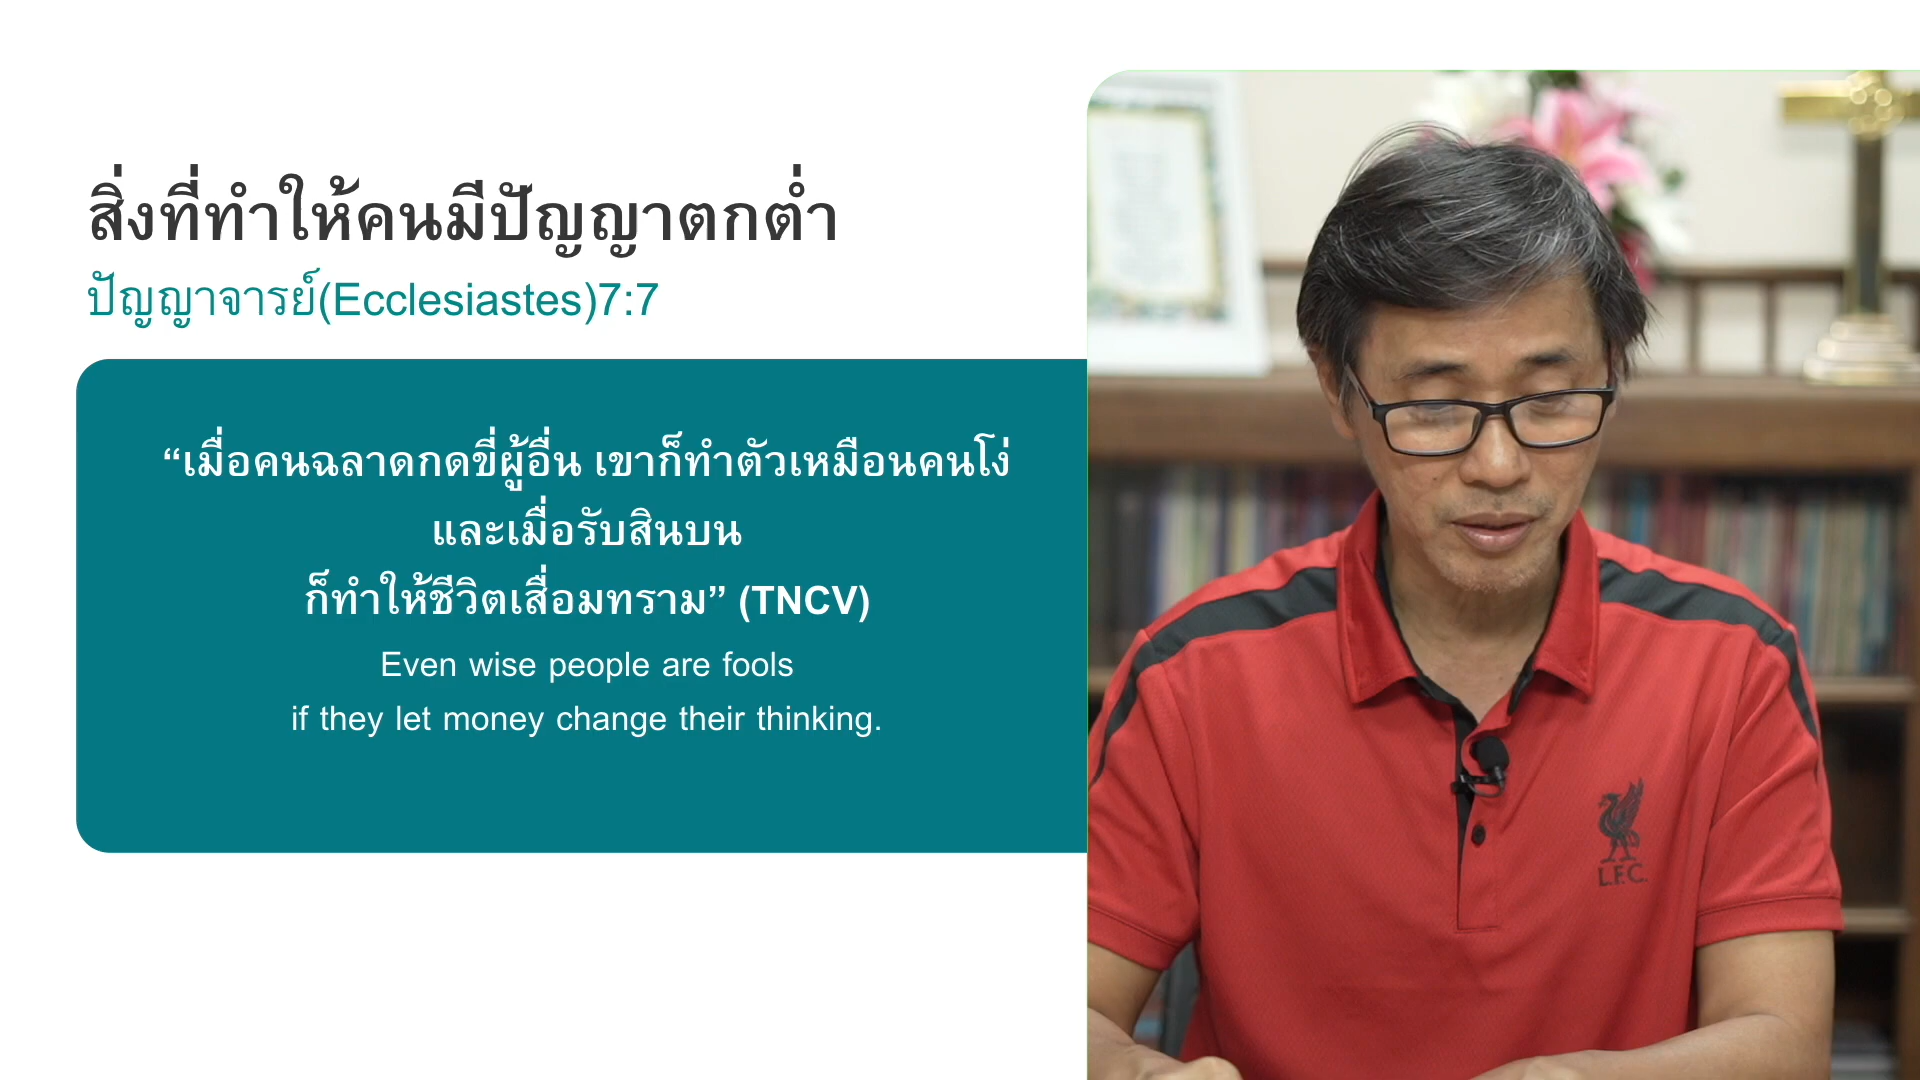 สิ่งที่ทำให้คนมีปัญญาตกต่ำ
ปัญญาจารย์(Ecclesiastes)7:7
“เมื่อคนฉลาดกดขี่ผู้อื่น เขาก็ทำตัวเหมือนคนโง่
และเมื่อรับสินบน
ก็ทำให้ชีวิตเสื่อมทราม” (TNCV)
Even wise people are fools
if they let money change their thinking.
L.F.C.